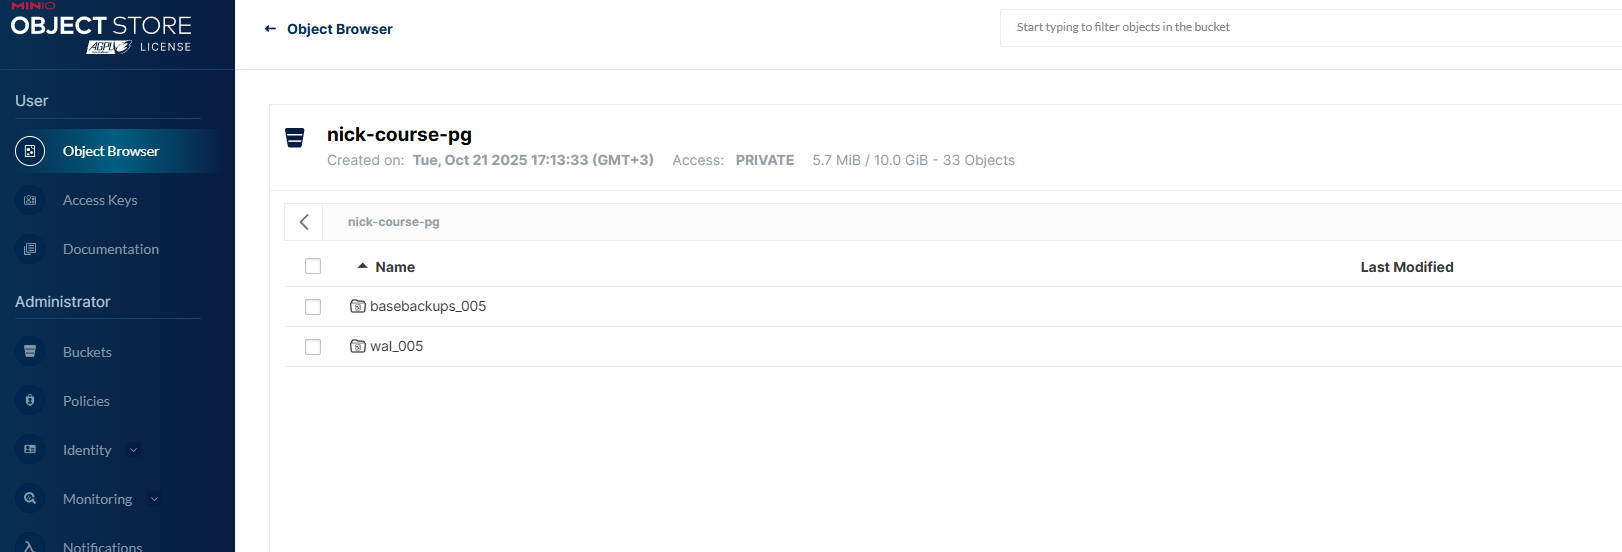 MINIO
OBJECT STORE
AGPL LICENSE
← Object Browser
Start typing to filter objects in the bucket
User
Object Browser
Access Keys
Documentation
Administrator
Buckets
Policies
Identity
Monitoring
Notifications
nick-course-pg
Created on: Tue, Oct 21 2025 17:13:33 (GMT+3) Access: PRIVATE 5.7 MiB / 10.0 GiB - 33 Objects
nick-course-pg
Name Last Modified
basebackups_005
wal_005